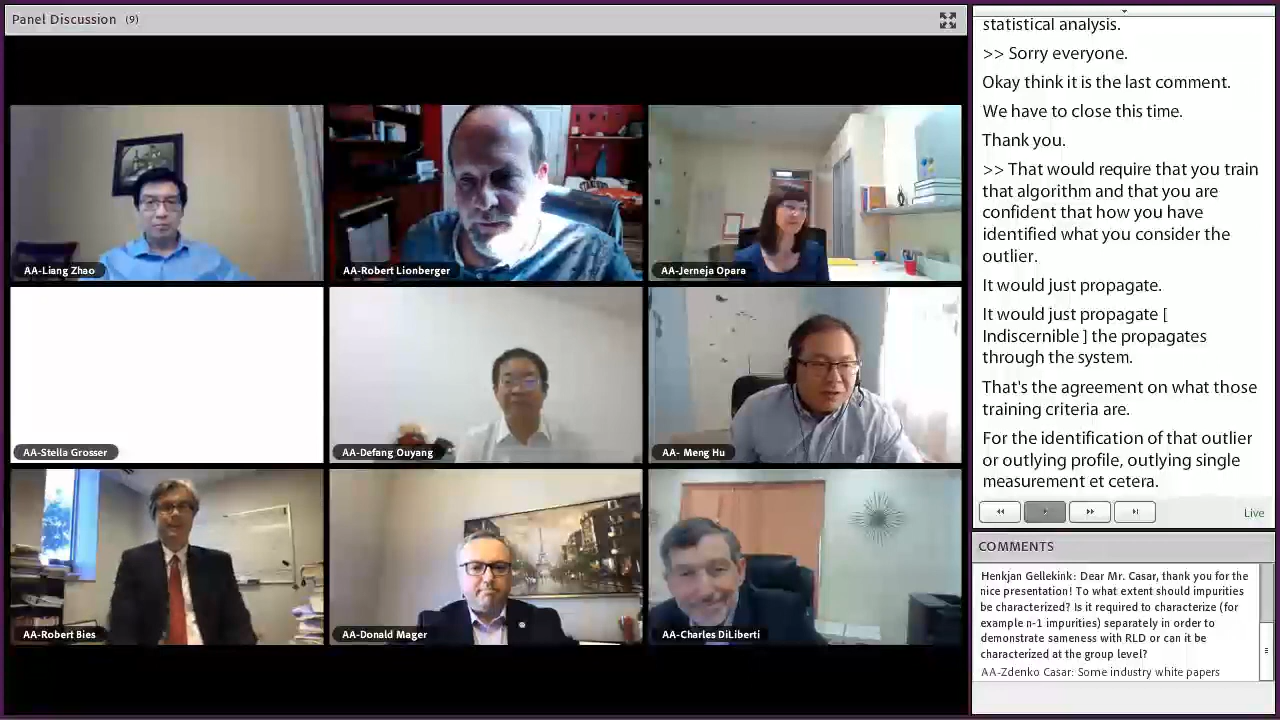 Panel Discussion (9)
AA-Liang Zhao
AA-Robert Lionberger
AA-Jerneja Opara
AA-Stella Grosser
AA-Defang Ouyang
AA- Meng Hu
AA-Robert Bies
AA-Donald Mager
AA-Charles DiLiberti
statistical analysis.
>> Sorry everyone.
Okay think it is the last comment.
We have to close this time.
Thank you.
>> That would require that you train
that algorithm and that you are
confident that how you have
identified what you consider the
outlier.
It would just propagate.
It would just propagate [
Indiscernible ] the propagates
through the system.
That's the agreement on what those
training criteria are.
For the identification of that outlier
or outlying profile, outlying single
measurement et cetera.
Live
COMMENTS
Henkjan Gellekink: Dear Mr. Casar, thank you for the
nice presentation! To what extent should impurities
be characterized? Is it required to characterize (for
example n-1 impurities) separately in order to
demonstrate sameness with RLD or can it be
characterized at the group level?
AA-Zdenko Casar: Some industry white papers